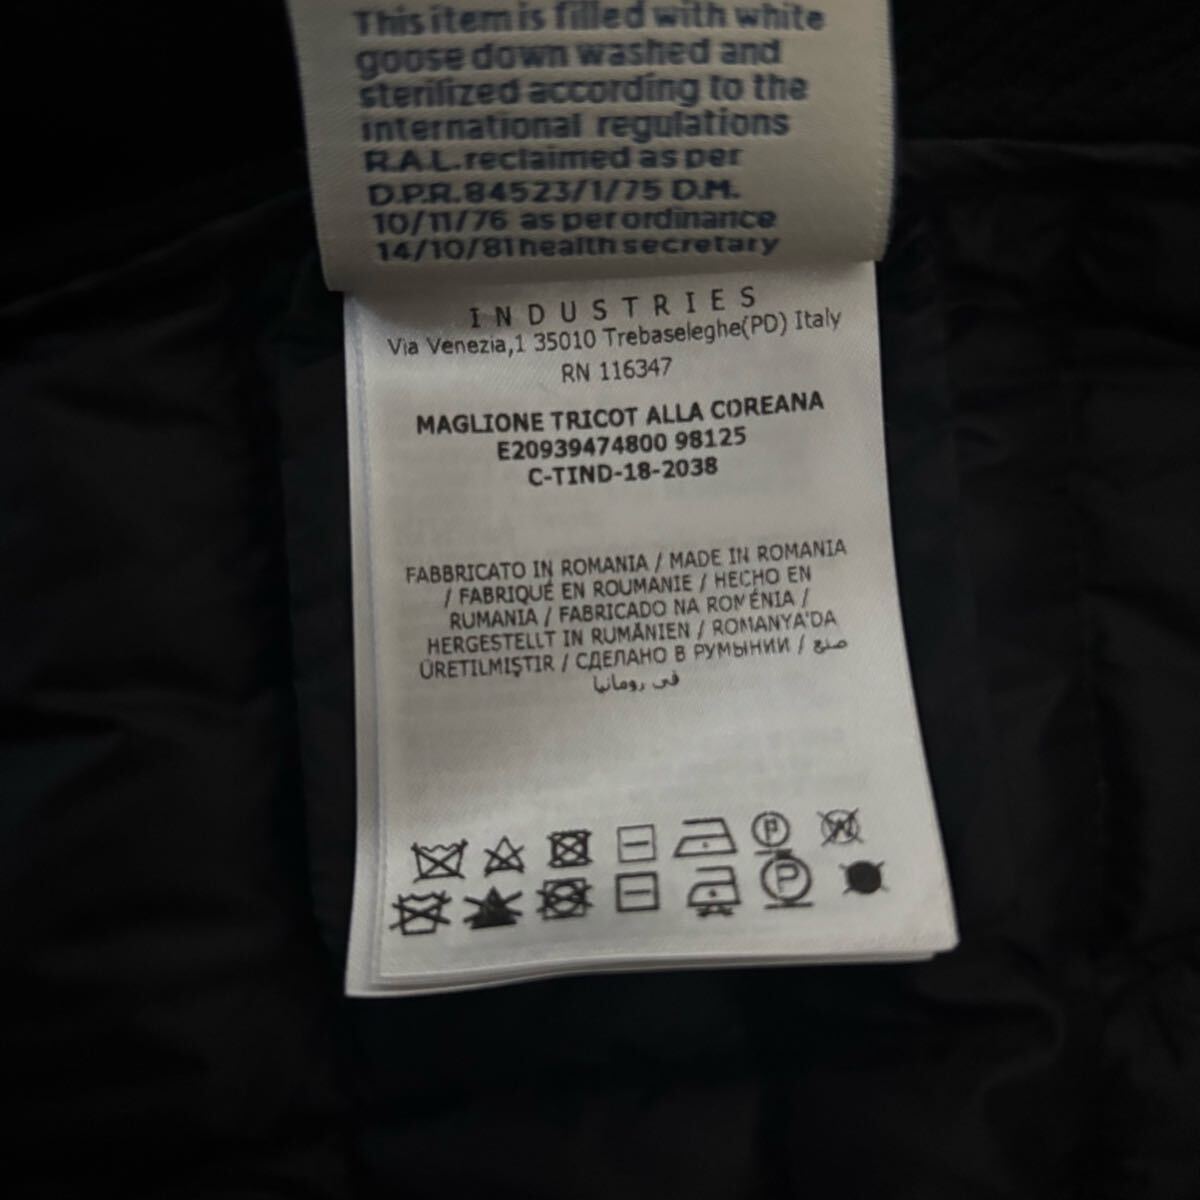 This item is filled with white
goose down washed and
sterilized according to the
international regulations
R.A.L. reclaimed as per
D.P.R. 84523/1/75 D.M.
10/11/76 as per ordinance
14/10/81 health secretary
INDUSTRIES
Via Venezia,1 35010 Trebaseleghe(PD) Italy
RN 116347
MAGLIONE TRICOT ALLA COREANA
E20939474800 98125
C-TIND-18-2038
FABBRICATO IN ROMANIA / MADE IN ROMANIA
/ FABRIQUÉ EN ROUMANIE / HECHO EN
RUMANIA / FABRICADO NA ROMÉNIA /
HERGESTELLT IN RUMÄNIEN / ROMANYA'DA
ÜRETILMIŞTIR / СДЕЛАНО В РУМЫНИИ / صنع
في رومانيا
P W
P